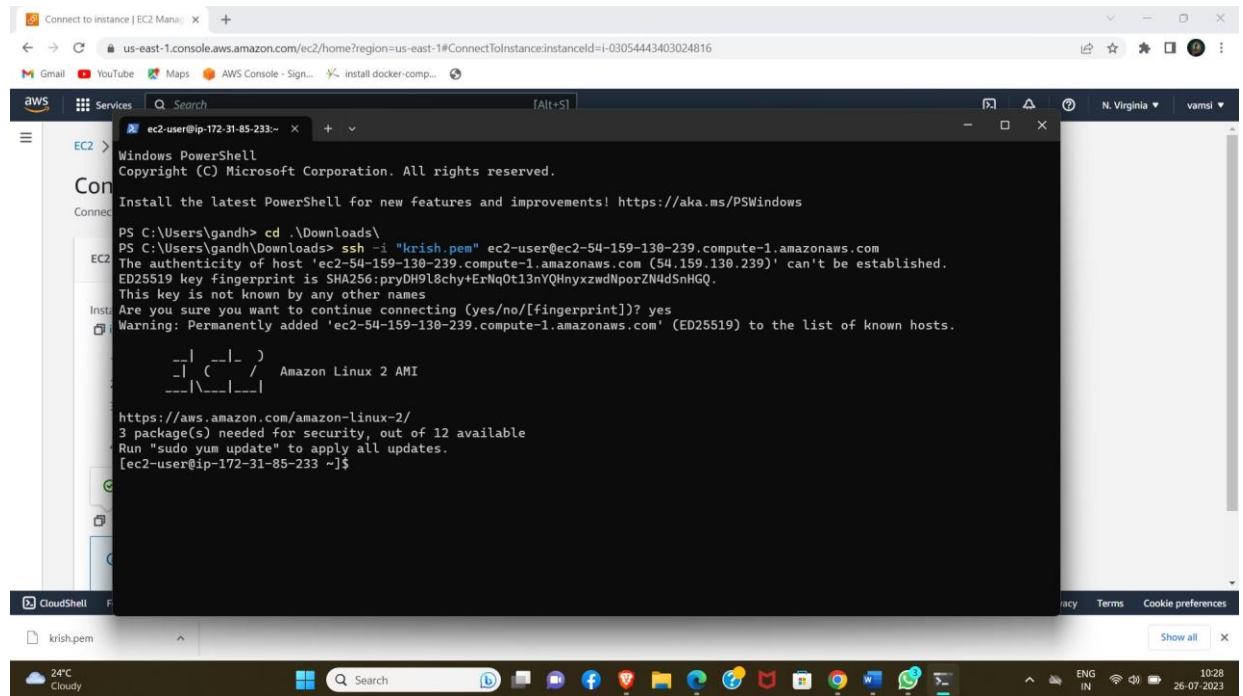 Connect to instance | EC2 Manag
us-east-1.console.aws.amazon.com/ec2/home?region=us-east-1#ConnectToInstance:instanceId=i-03054443403024816
Gmail YouTube Maps AWS Console - Sign... install docker-comp...
aws Services Search [Alt+S] N. Virginia vamsi
ec2-user@ip-172-31-85-233:~
EC2
Con
Connec
EC2
Insta
Windows PowerShell
Copyright (C) Microsoft Corporation. All rights reserved.
Install the latest PowerShell for new features and improvements! https://aka.ms/PSWindows
PS C:\Users\gandh> cd .\Downloads\
PS C:\Users\gandh\Downloads> ssh -i "krish.pem" ec2-user@ec2-54-159-130-239.compute-1.amazonaws.com
The authenticity of host 'ec2-54-159-130-239.compute-1.amazonaws.com (54.159.130.239)' can't be established.
ED25519 key fingerprint is SHA256:pryDH9l8chy+ErNqOt13nYQHnyxzwdNporZN4dSnHGQ.
This key is not known by any other names
Are you sure you want to continue connecting (yes/no/[fingerprint])? yes
Warning: Permanently added 'ec2-54-159-130-239.compute-1.amazonaws.com' (ED25519) to the list of known hosts.
__|  __|_  )
_|  (     /   Amazon Linux 2 AMI
___|\___|___|
https://aws.amazon.com/amazon-linux-2/
3 package(s) needed for security, out of 12 available
Run "sudo yum update" to apply all updates.
[ec2-user@ip-172-31-85-233 ~]$
CloudShell F acy Terms Cookie preferences
krish.pem Show all
24°C
Cloudy
Search
ENG
IN
10:28
26-07-2023